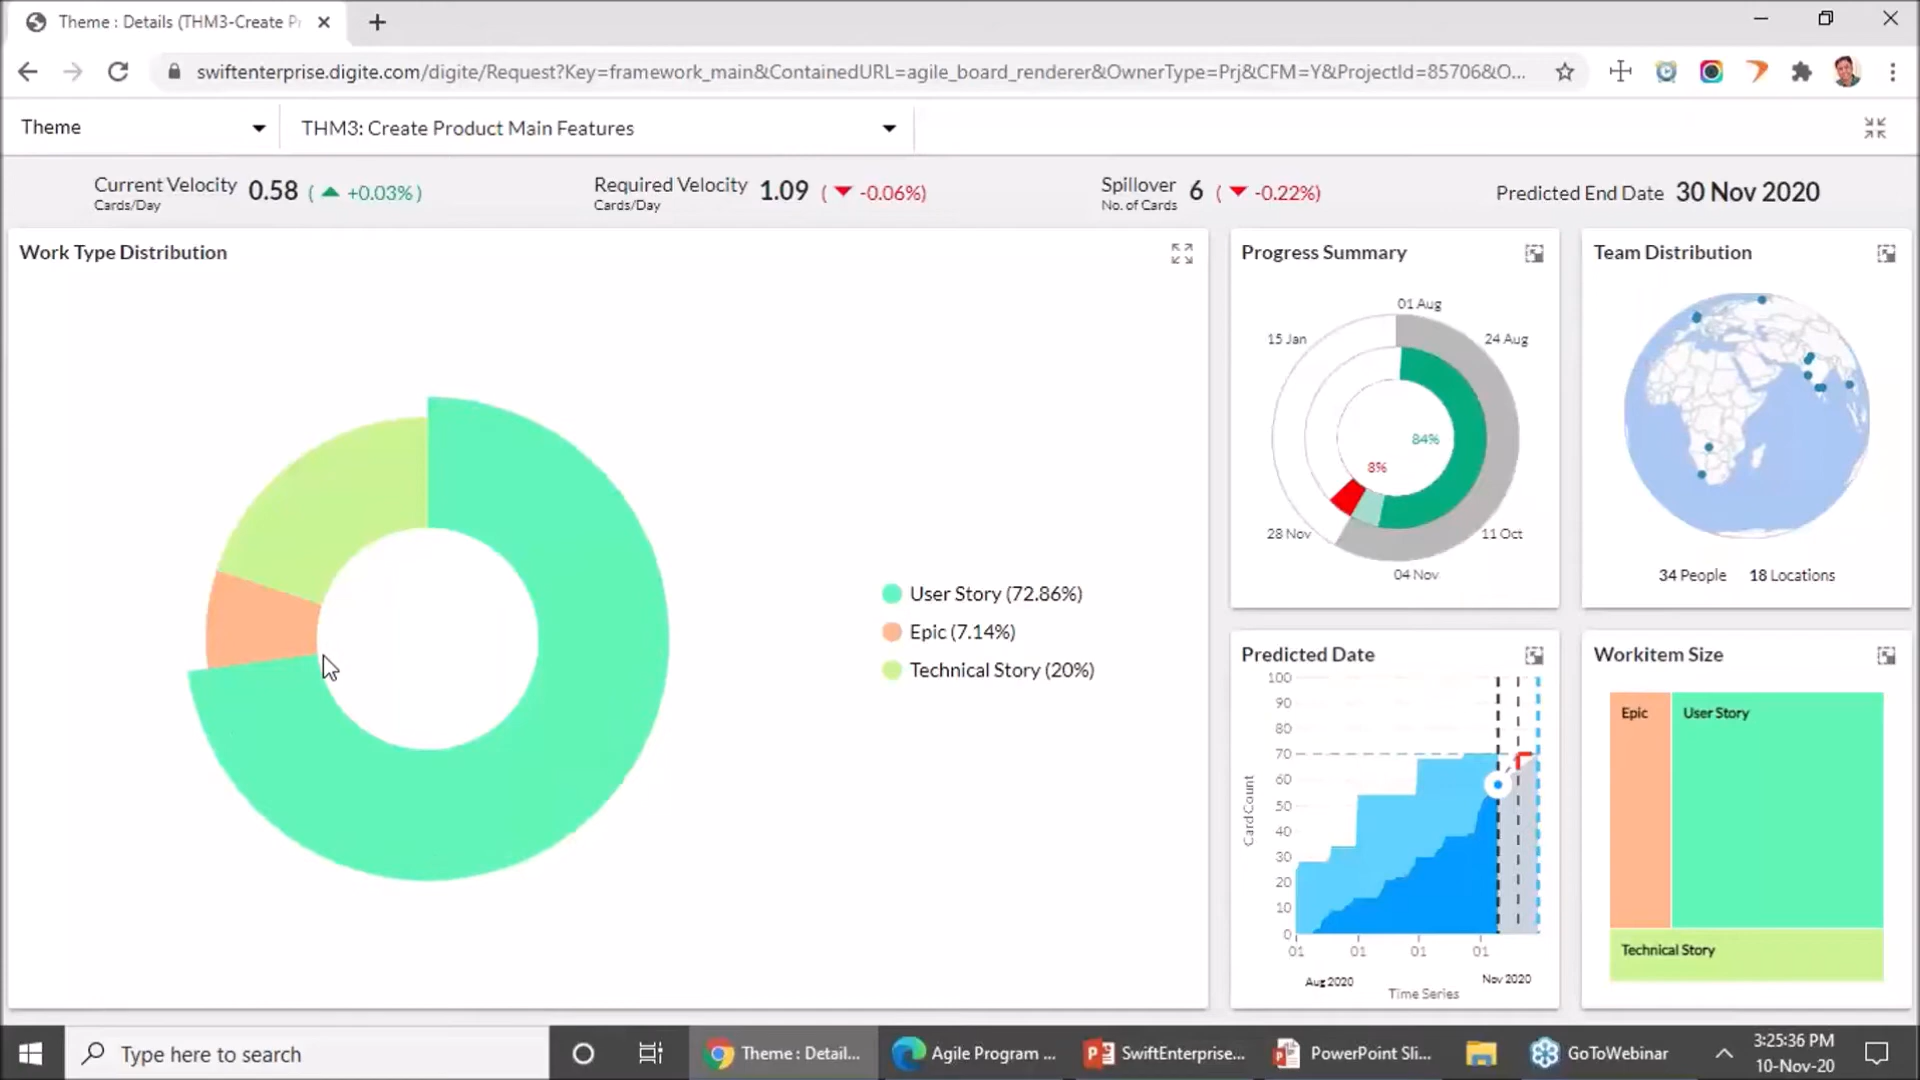 Theme : Details (THM3-Create Pr
swiftenterprise.digite.com/digite/Request?Key=framework_main&ContainedURL=agile_board_renderer&OwnerType=Prj&CFM=Y&ProjectId=85706&O...
Theme
THM3: Create Product Main Features
Current Velocity 0.58 ( ▲ +0.03% )
Cards/Day
Required Velocity 1.09 ( ▼ -0.06%)
Cards/Day
Spillover 6 ( ▼ -0.22%)
No. of Cards
Predicted End Date 30 Nov 2020
Work Type Distribution
User Story (72.86%)
Epic (7.14%)
Technical Story (20%)
Progress Summary
01 Aug
15 Jan
24 Aug
84%
8%
28 Nov
11 Oct
04 Nov
Team Distribution
34 People 18 Locations
Predicted Date
100
90
80
70
60
50
40
30
20
10
0
Card Count
01 01 01 01
Aug 2020 Nov 2020
Time Series
Workitem Size
Epic
User Story
Technical Story
Type here to search
Theme : Detail...
Agile Program ...
SwiftEnterprise...
PowerPoint Sli...
GoToWebinar
3:25:36 PM
10-Nov-20